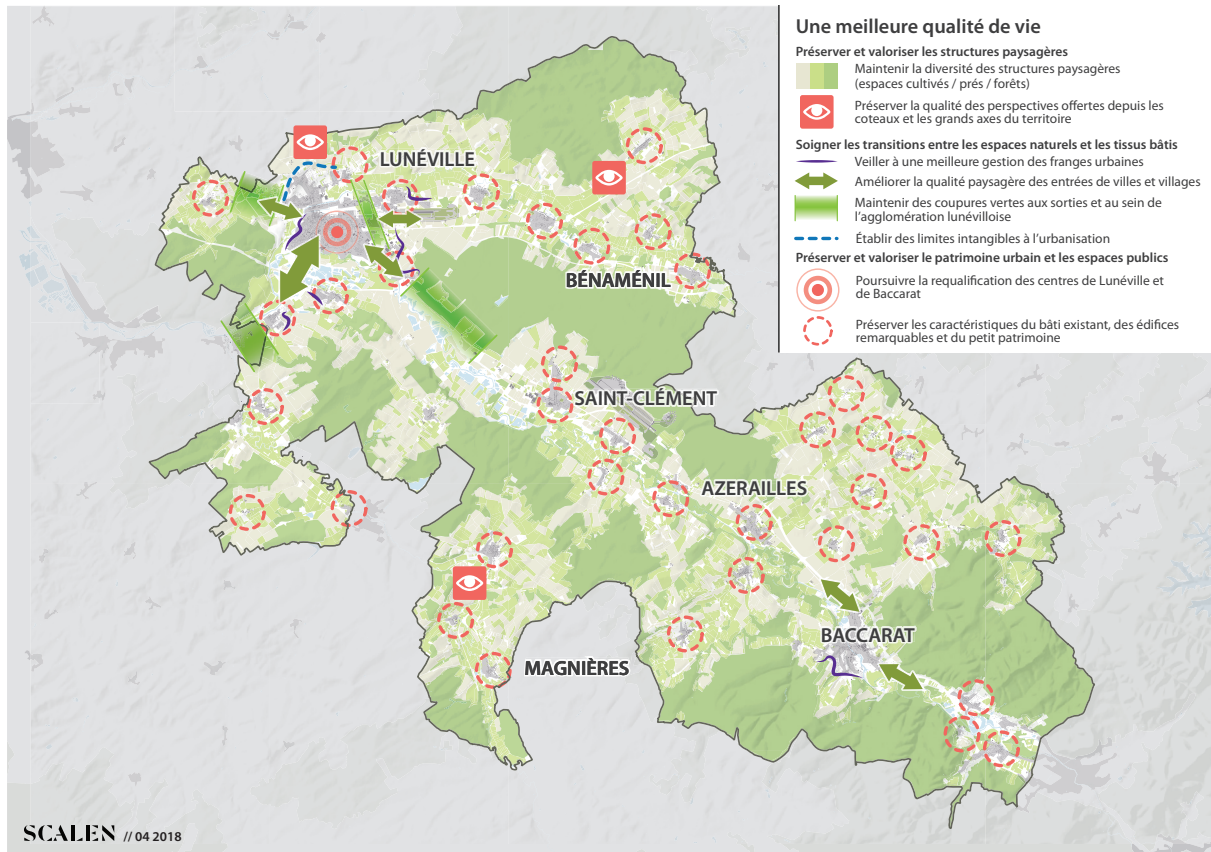 Une meilleure qualité de vie
Préserver et valoriser les structures paysagères
Maintenir la diversité des structures paysagères
(espaces cultivés / prés / forêts)
Préserver la qualité des perspectives offertes depuis les
coteaux et les grands axes du territoire
Soigner les transitions entre les espaces naturels et les tissus bâtis
Veiller à une meilleure gestion des franges urbaines
Améliorer la qualité paysagère des entrées de villes et villages
Maintenir des coupures vertes aux sorties et au sein de
l'agglomération lunévilloise
Établir des limites intangibles à l'urbanisation
Préserver et valoriser le patrimoine urbain et les espaces publics
Poursuivre la requalification des centres de Lunéville et
de Baccarat
Préserver les caractéristiques du bâti existant, des édifices
remarquables et du petit patrimoine
LUNÉVILLE
BÉNAMÉNIL
SAINT-CLÉMENT
AZERAILLES
BACCARAT
MAGNIÈRES
SCALEN // 04 2018